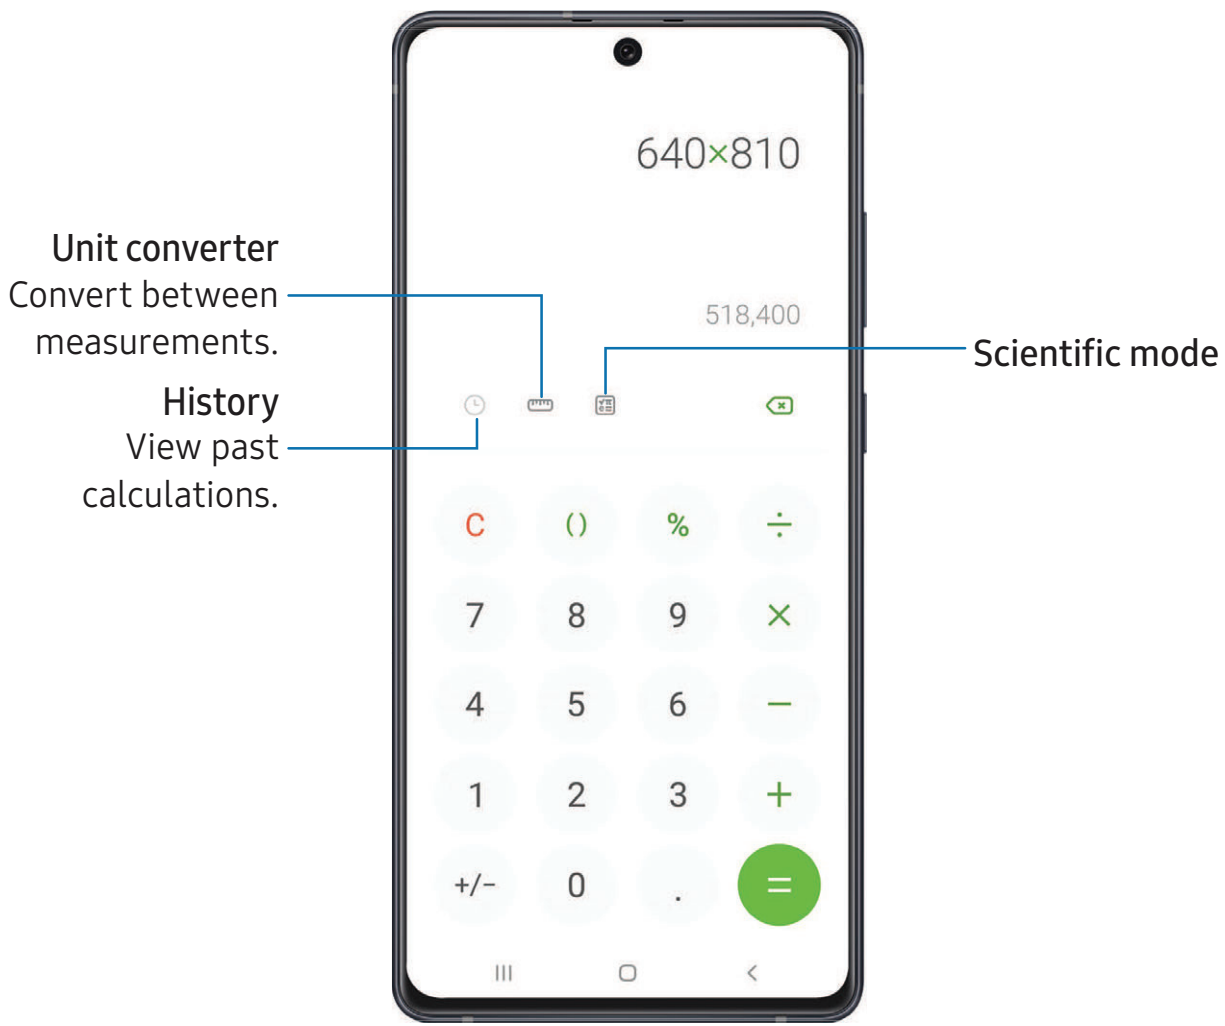 640×810
518,400
Unit converter
Convert between
measurements.
History
View past
calculations.
Scientific mode
C () % ÷
7 8 9 ×
4 5 6 −
1 2 3 +
+/− 0 . =